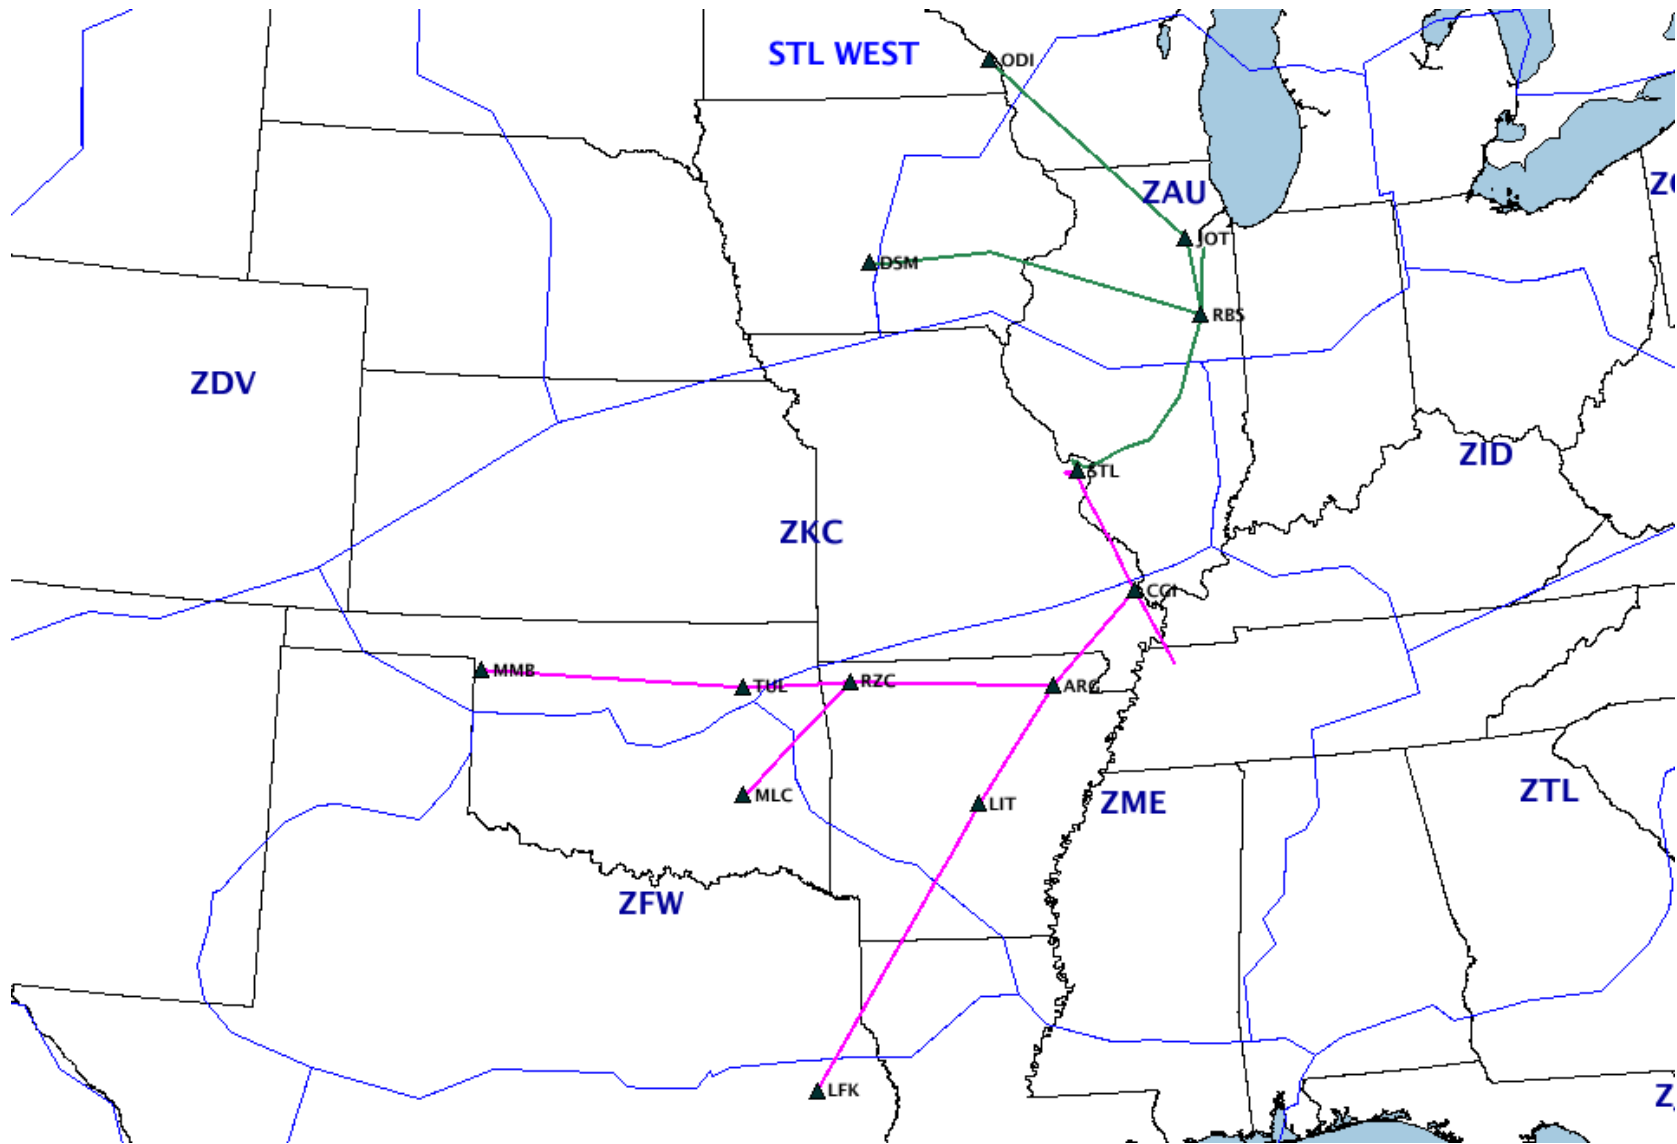 STL WEST
ODI
ZAU
JOT
DSM
RBS
ZDV
ZID
STL
ZKC
CGI
MMB
TUL
RZC
ARG
MLC
LIT
ZME
ZTL
ZFW
LFK